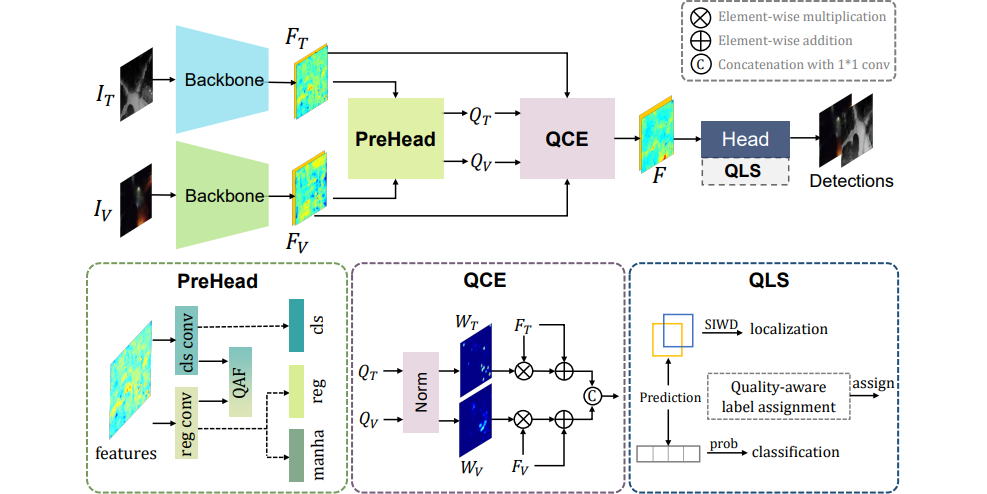 Element-wise multiplication
Element-wise addition
C Concatenation with 1*1 conv
I_T
Backbone
F_T
PreHead
Q_T
Q_V
QCE
F
Head
QLS
Detections
I_V
Backbone
F_V
PreHead
features
cls conv
reg conv
QAF
cls
reg
manha
QCE
Q_T
Q_V
Norm
W_T
W_V
F_T
F_V
C
QLS
SIWD
localization
Prediction
Quality-aware
label assignment
assign
prob
classification